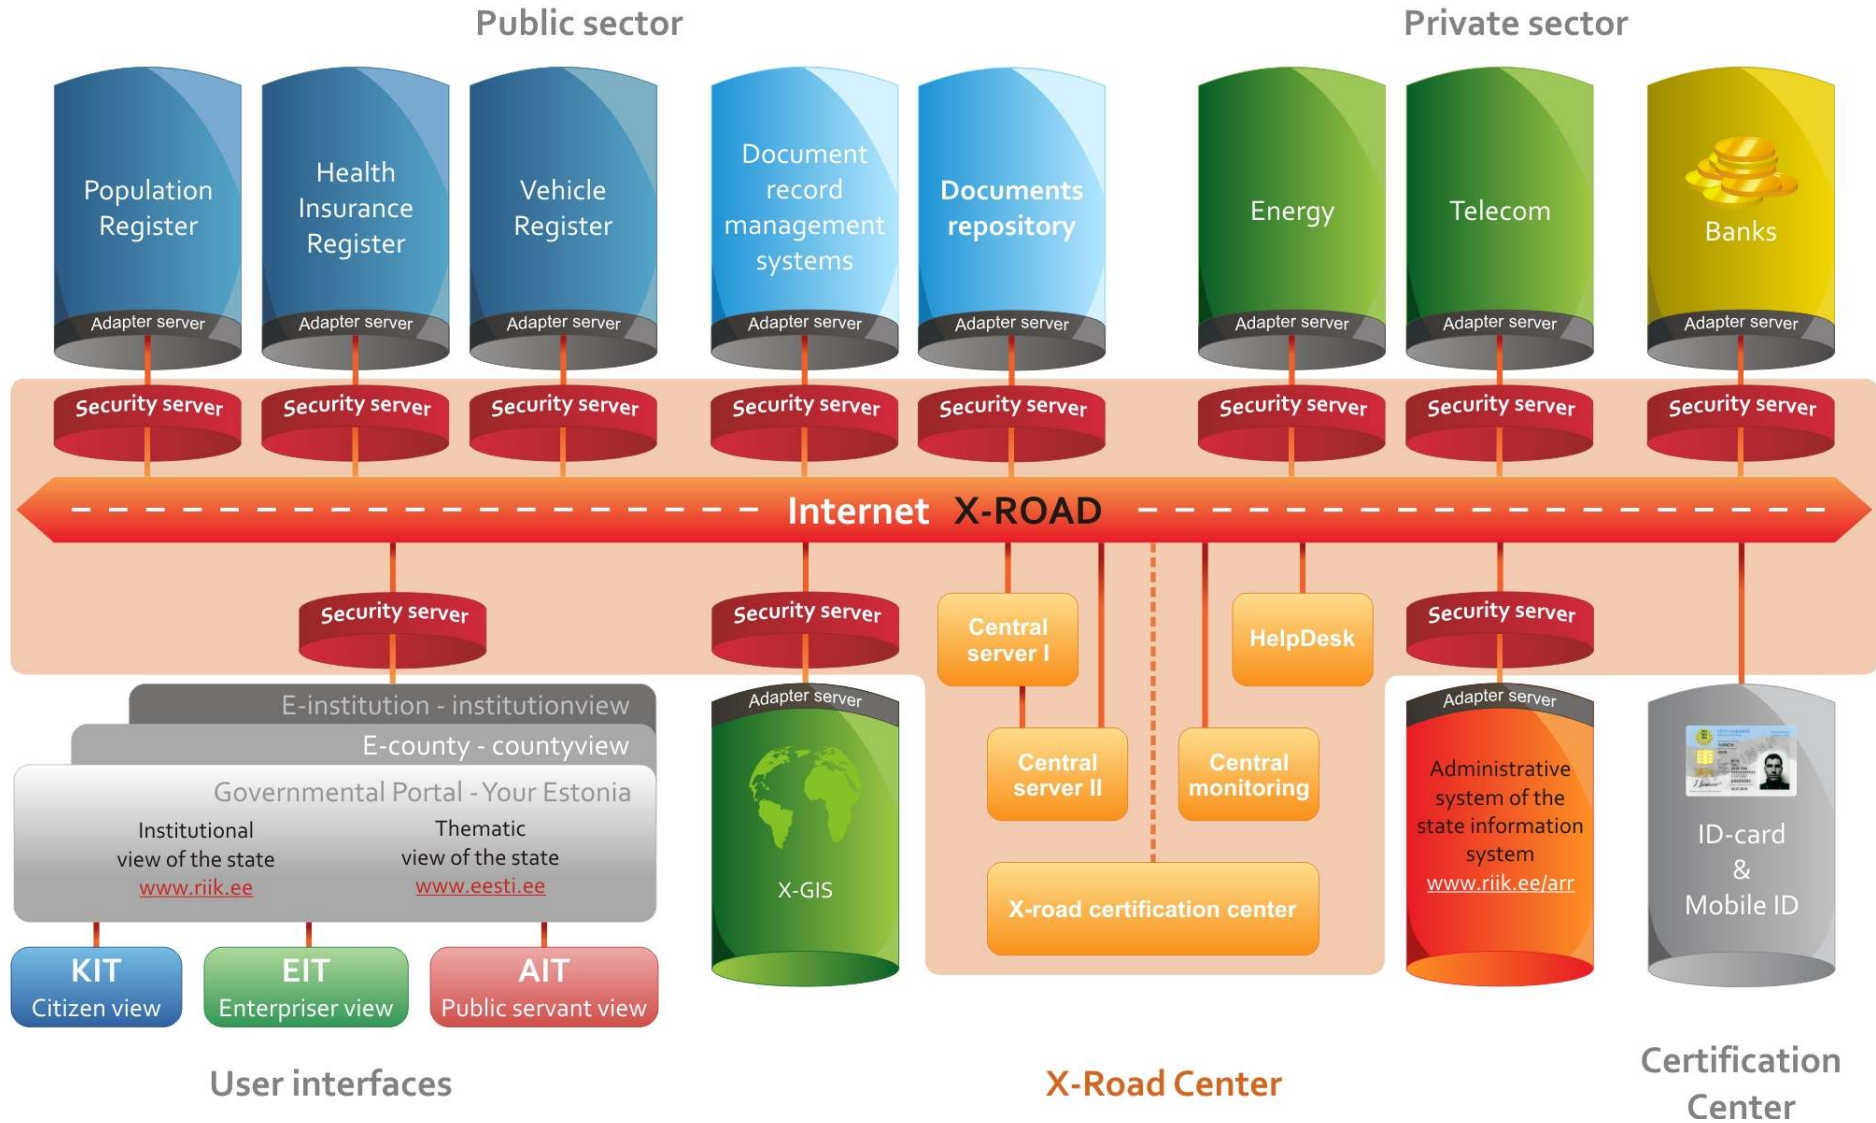 Public sector
Private sector
Population
Register
Health
Insurance
Register
Vehicle
Register
Document
record
management
systems
Documents
repository
Energy
Telecom
Banks
Adapter server
Adapter server
Adapter server
Adapter server
Adapter server
Adapter server
Adapter server
Adapter server
Security server
Security server
Security server
Security server
Security server
Security server
Security server
Security server
Internet X-ROAD
Security server
Security server
Central
server I
HelpDesk
Security server
E-institution - institutionview
E-county - countyview
Governmental Portal - Your Estonia
Institutional
view of the state
www.riik.ee
Thematic
view of the state
www.eesti.ee
KIT
Citizen view
EIT
Enterpriser view
AIT
Public servant view
Adapter server
X-GIS
Central
server II
Central
monitoring
X-road certification center
Adapter server
Administrative
system of the
state information
system
www.riik.ee/arr
ID-card
&
Mobile ID
User interfaces
X-Road Center
Certification
Center